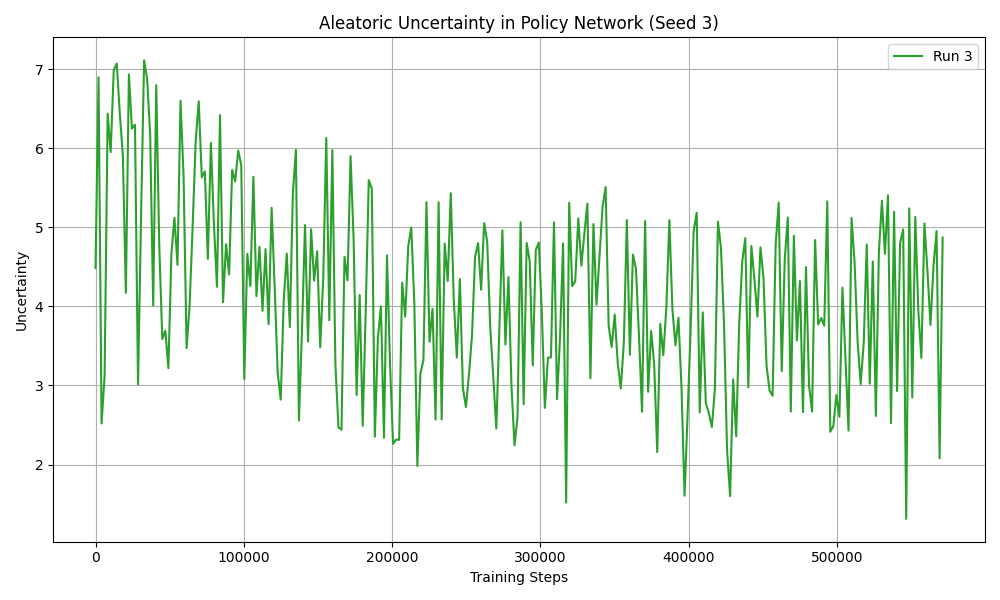 Aleatoric Uncertainty in Policy Network (Seed 3)
Run 3
Uncertainty
7
6
5
4
3
2
0 100000 200000 300000 400000 500000
Training Steps